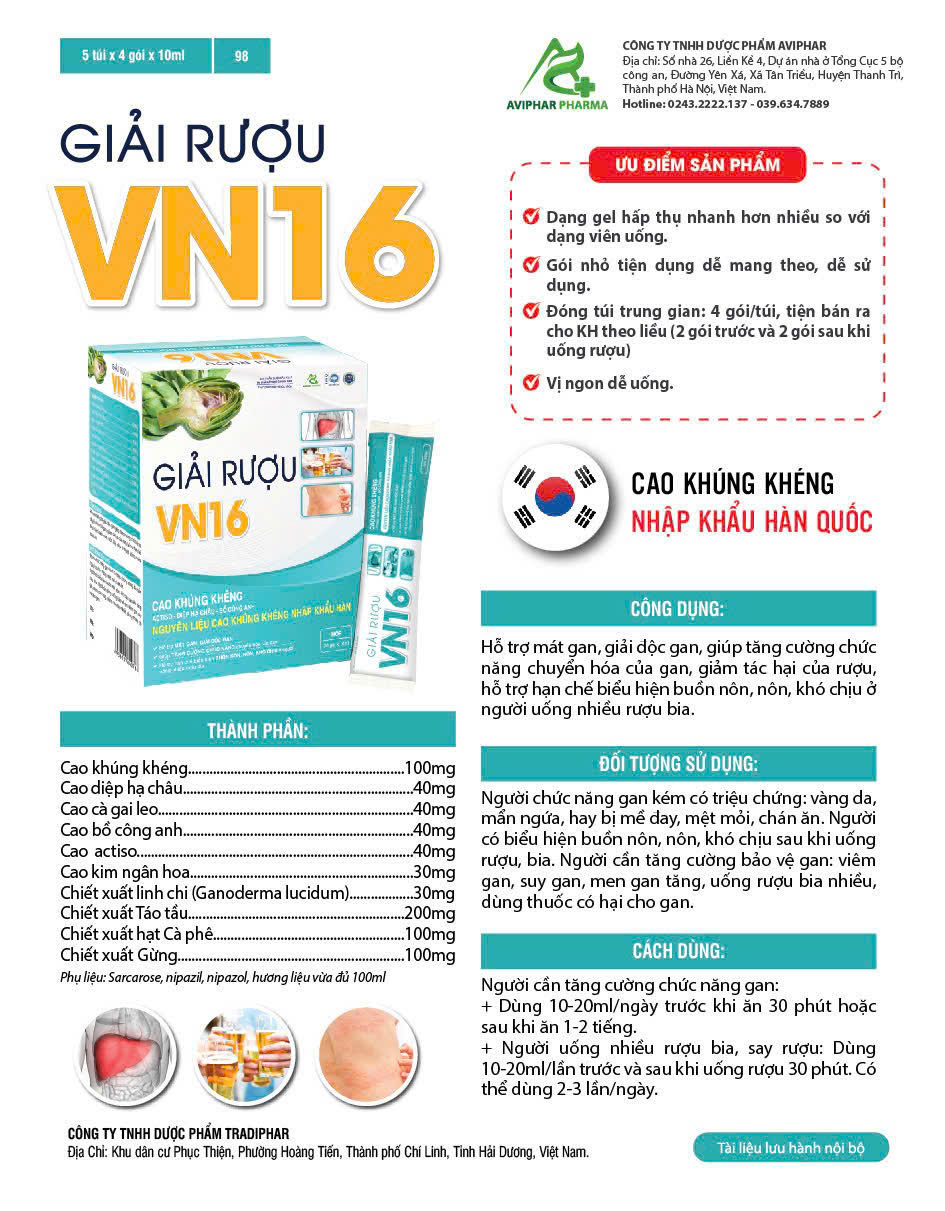 5 túi x 4 gói x 10ml
98
AVIPHAR PHARMA
CÔNG TY TNHH DƯỢC PHẨM AVIPHAR
Địa chỉ: Số nhà 26, Liền Kề 4, Dự án nhà ở Tổng Cục 5 bộ
công an, Đường Yên Xá, Xã Tân Triều, Huyện Thanh Trì,
Thành phố Hà Nội, Việt Nam.
Hotline: 0243.2222.137 - 039.634.7889
GIẢI RƯỢU
VN16
ƯU ĐIỂM SẢN PHẨM
Dạng gel hấp thụ nhanh hơn nhiều so với
dạng viên uống.
Gói nhỏ tiện dụng dễ mang theo, dễ sử
dụng.
Đóng túi trung gian: 4 gói/túi, tiện bán ra
cho KH theo liều (2 gói trước và 2 gói sau khi
uống rượu)
Vị ngon dễ uống.
GIẢI RƯỢU
VN16
VN16
GIẢI RƯỢU
GIẢI RƯỢU
VN16
CAO KHÚNG KHÉNG
ACTISO - DIỆP HẠ CHÂU - BỒ CÔNG ANH
NGUYÊN LIỆU CAO KHÚNG KHÉNG NHẬP KHẨU HÀN
GIẢI RƯỢU
VN16
CAO KHÚNG KHÉNG
NHẬP KHẨU HÀN QUỐC
CÔNG DỤNG:
Hỗ trợ mát gan, giải dộc gan, giúp tăng cường chức
năng chuyển hóa của gan, giảm tác hại của rượu,
hỗ trợ hạn chế biểu hiện buồn nôn, nôn, khó chịu ở
người uống nhiều rượu bia.
THÀNH PHẦN:
Cao khúng khéng.............................................................100mg
Cao diệp hạ châu.................................................................40mg
Cao cà gai leo........................................................................40mg
Cao bồ công anh.................................................................40mg
Cao actiso..............................................................................40mg
Cao kim ngân hoa...............................................................30mg
Chiết xuất linh chi (Ganoderma lucidum)..................30mg
Chiết xuất Táo tầu.............................................................200mg
Chiết xuất hạt Cà phê......................................................100mg
Chiết xuất Gừng................................................................100mg
Phụ liệu: Sarcarose, nipazil, nipazol, hương liệu vừa đủ 100ml
ĐỐI TƯỢNG SỬ DỤNG:
Người chức năng gan kém có triệu chứng: vàng da,
mẩn ngứa, hay bị mề day, mệt mỏi, chán ăn. Người
có biểu hiện buồn nôn, nôn, khó chịu sau khi uống
rượu, bia. Người cần tăng cường bảo vệ gan: viêm
gan, suy gan, men gan tăng, uống rượu bia nhiều,
dùng thuốc có hại cho gan.
CÁCH DÙNG:
Người cần tăng cường chức năng gan:
+ Dùng 10-20ml/ngày trước khi ăn 30 phút hoặc
sau khi ăn 1-2 tiếng.
+ Người uống nhiều rượu bia, say rượu: Dùng
10-20ml/lần trước và sau khi uống rượu 30 phút. Có
thể dùng 2-3 lần/ngày.
CÔNG TY TNHH DƯỢC PHẨM TRADIPHAR
Địa Chỉ: Khu dân cư Phục Thiện, Phường Hoàng Tiến, Thành phố Chí Linh, Tỉnh Hải Dương, Việt Nam.
Tài liệu lưu hành nội bộ